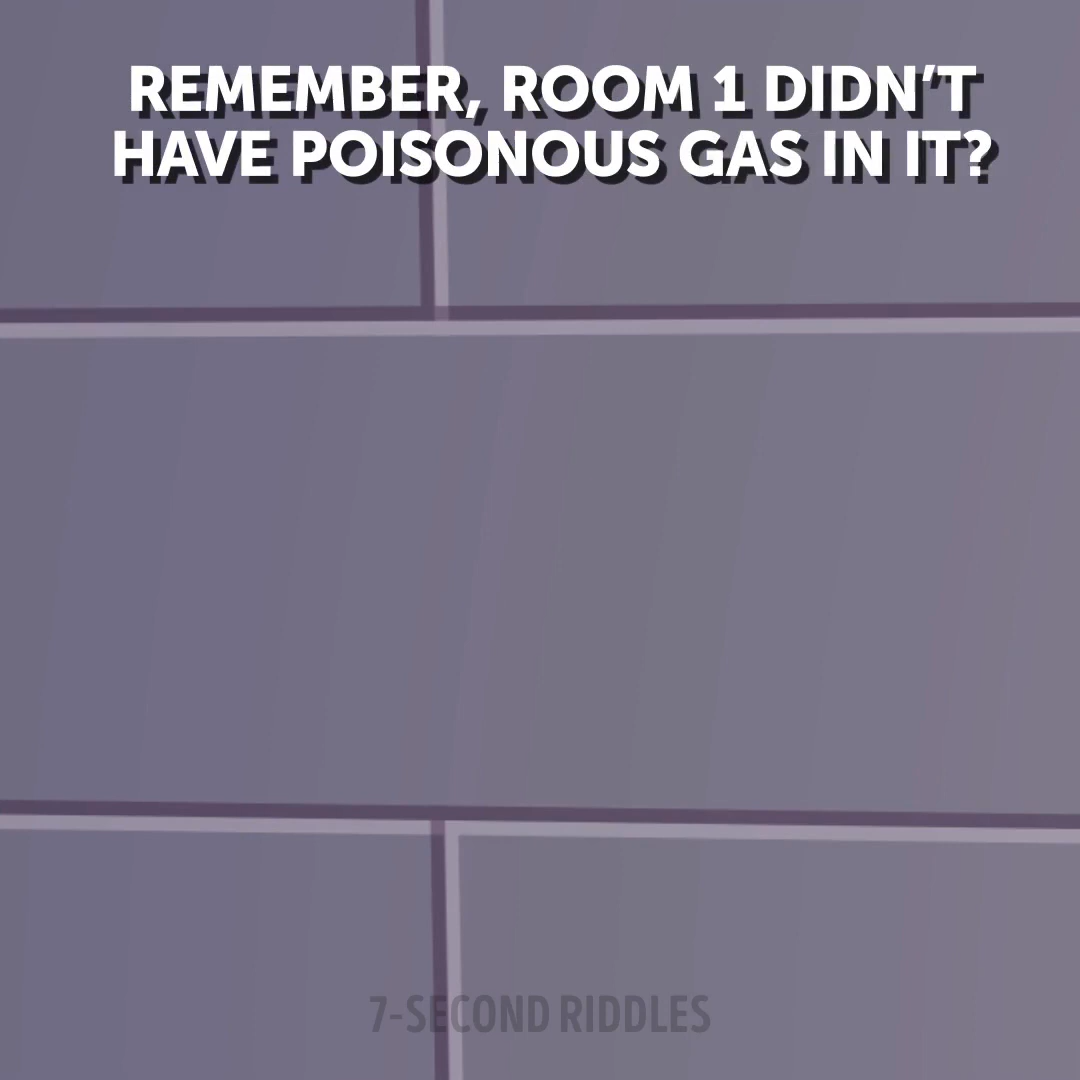 REMEMBER, ROOM 1 DIDN'T
HAVE POISONOUS GAS IN IT?
7-SECOND RIDDLES